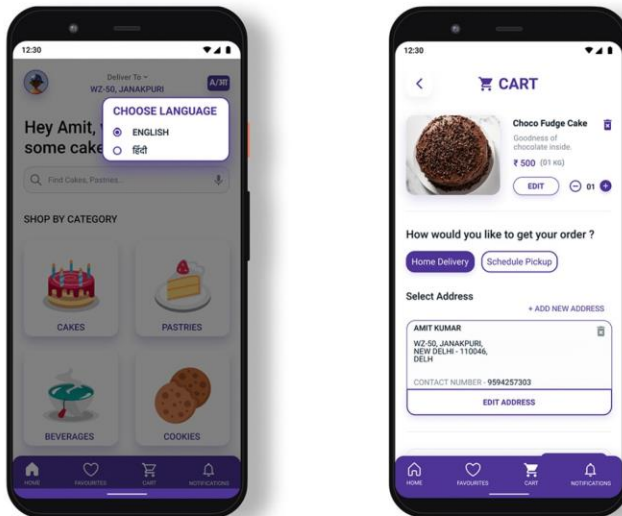 12:30
Deliver To
WZ-50, JANAKPURI
A/अ
CHOOSE LANGUAGE
ENGLISH
हिंदी
Hey Amit,
some cake
Find Cakes, Pastries..
SHOP BY CATEGORY
CAKES
PASTRIES
BEVERAGES
COOKIES
HOME
FAVOURITES
CART
NOTIFICATIONS
12:30
CART
Choco Fudge Cake
Goodness of
chocolate inside.
₹ 500 (01 KG)
EDIT
01
How would you like to get your order ?
Home Delivery
Schedule Pickup
Select Address
+ ADD NEW ADDRESS
AMIT KUMAR
WZ-50, JANAKPURI,
NEW DELHI - 110046,
DELH
CONTACT NUMBER - 9594257303
EDIT ADDRESS
HOME
FAVOURITES
CART
NOTIFICATIONS